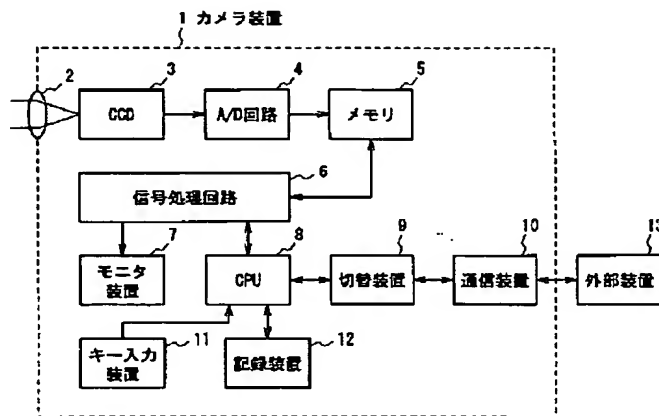 1 カメラ装置
2
3
4
5
CCD
A/D回路
メモリ
6
信号処理回路
7
8
9
10
13
モニタ
装置
CPU
切替装置
通信装置
外部装置
11
12
キー入力
装置
記録装置